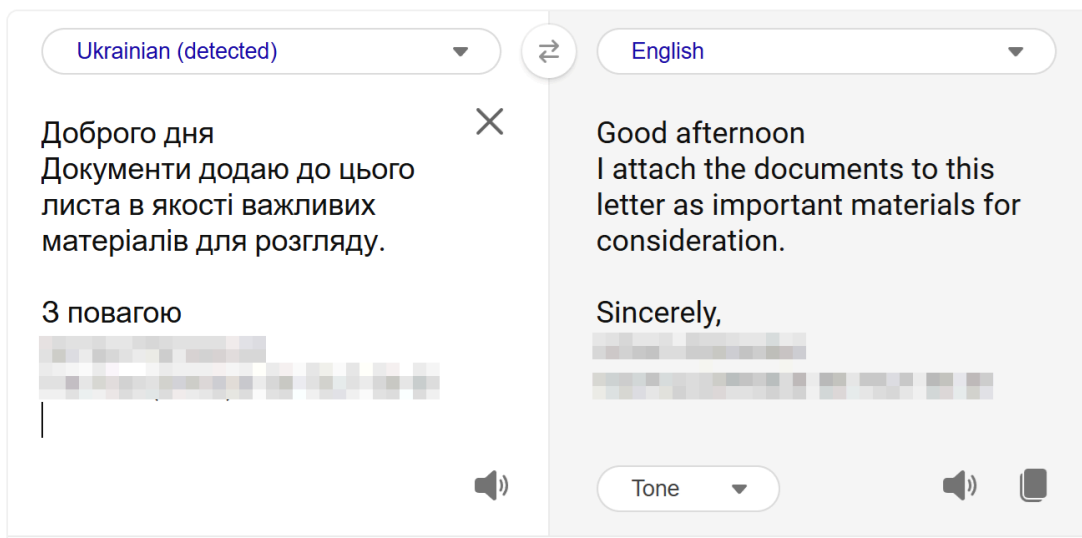 Ukrainian (detected)
English
Доброго дня
Документи додаю до цього
листа в якості важливих
матеріалів для розгляду.
З повагою
Good afternoon
I attach the documents to this
letter as important materials for
consideration.
Sincerely,
Tone